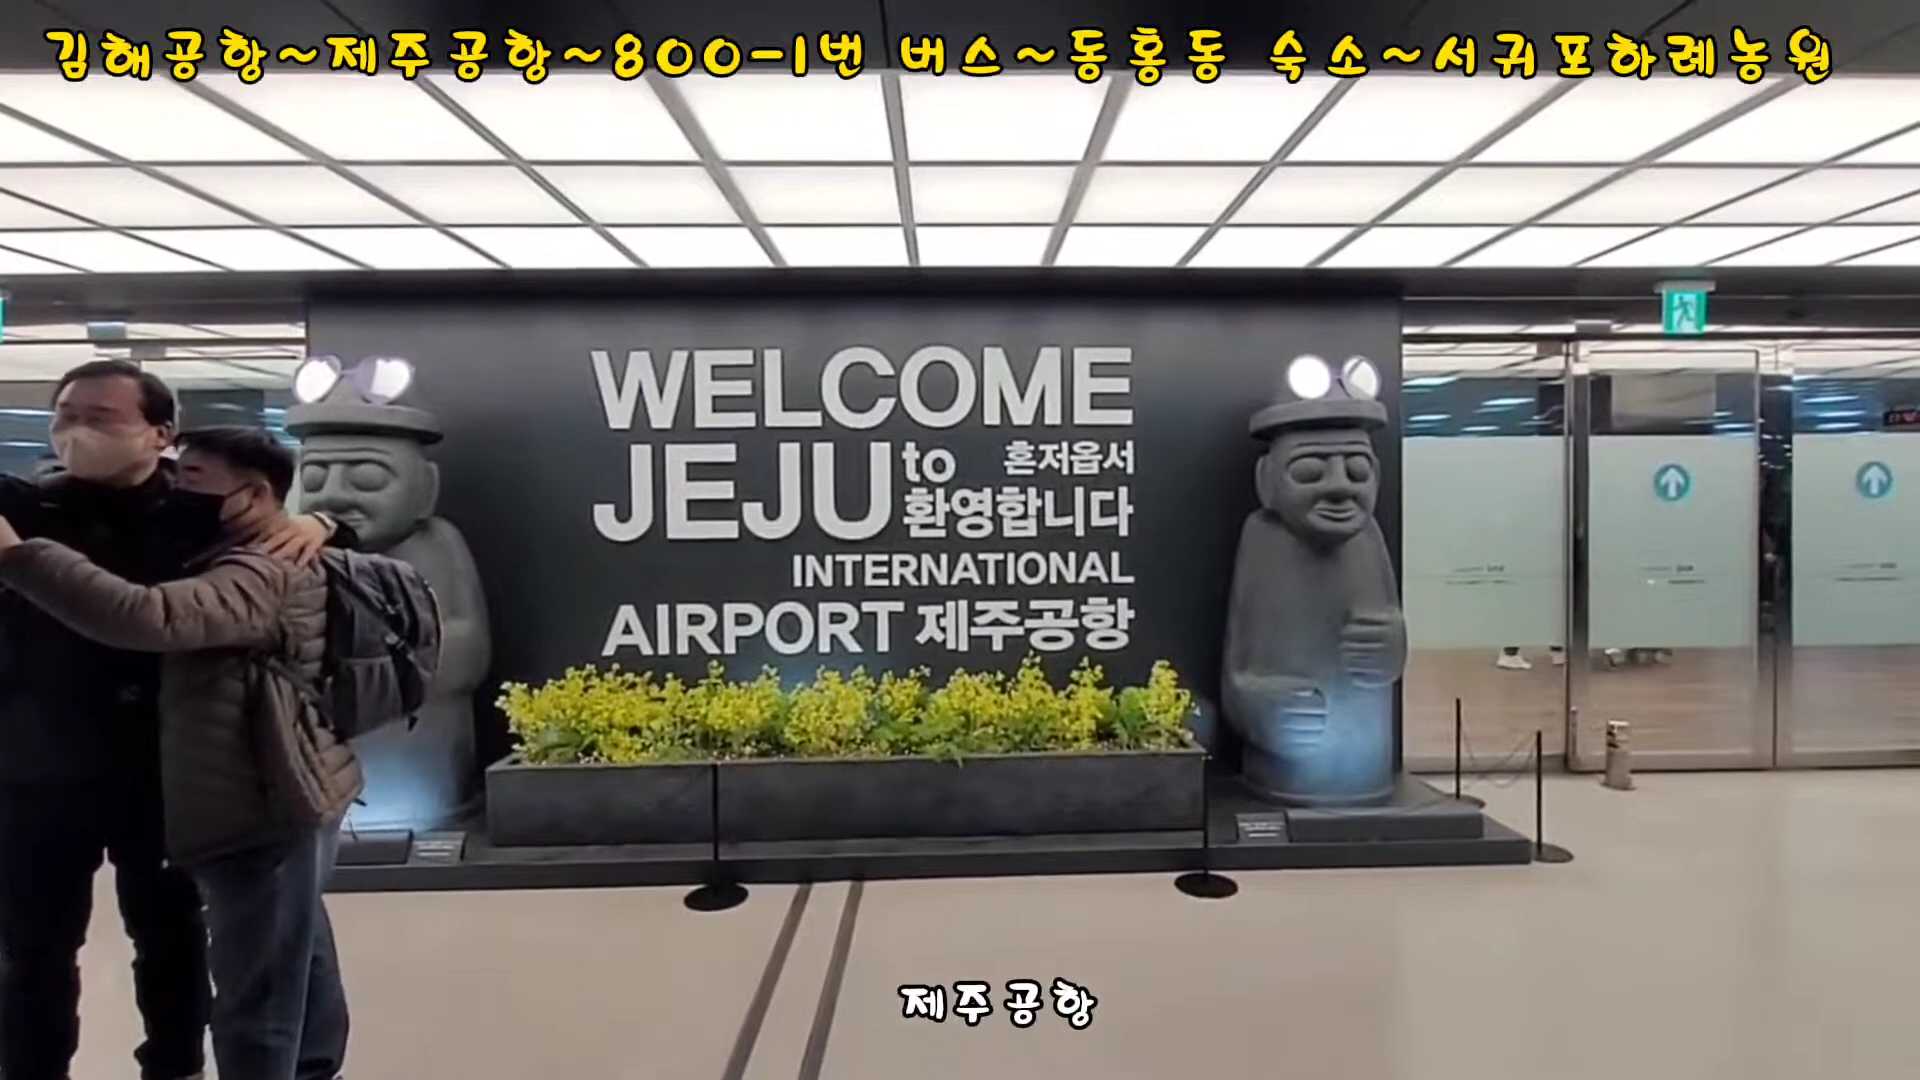 김해공항~제주공항~800-1번 버스~동홍동 숙소~서귀포하례농원
WELCOME
JEJU to 혼저옵서
환영합니다
INTERNATIONAL
AIRPORT 제주공항
제주공항